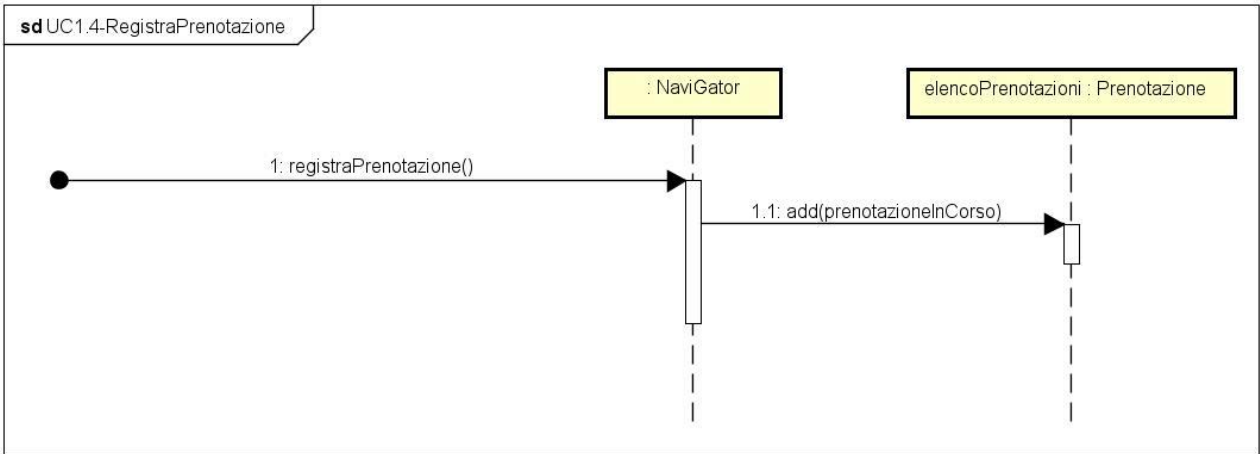 sd UC1.4-RegistraPrenotazione
: NaviGator
elencoPrenotazioni : Prenotazione
1: registraPrenotazione()
1.1: add(prenotazioneInCorso)